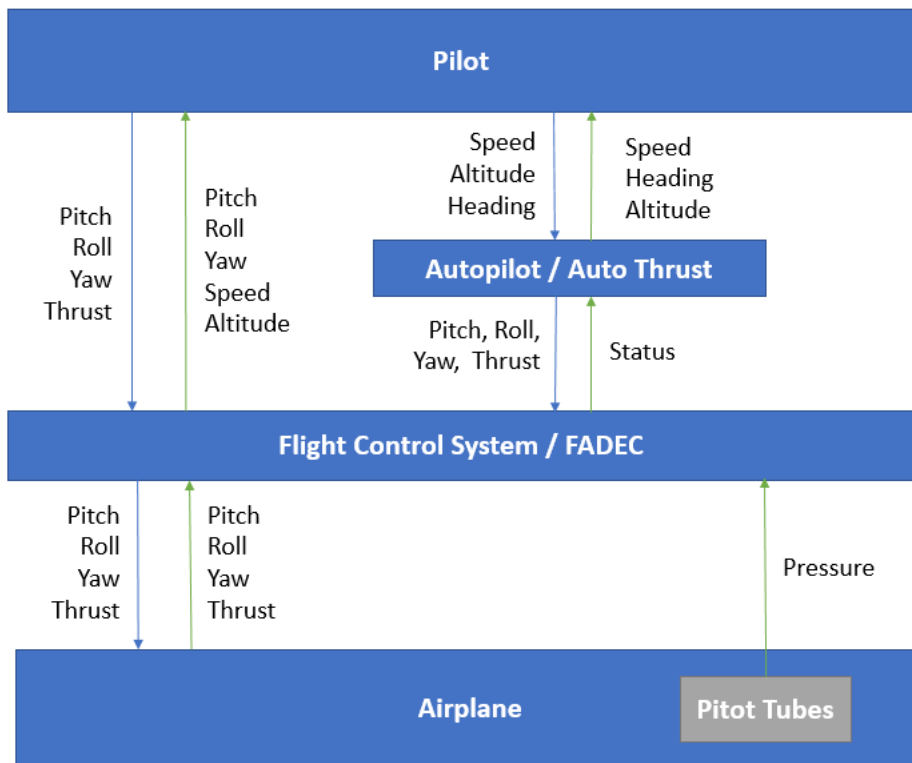 Pilot
Pitch
Roll
Yaw
Thrust
Pitch
Roll
Yaw
Speed
Altitude
Speed
Altitude
Heading
Speed
Heading
Altitude
Autopilot / Auto Thrust
Pitch, Roll,
Yaw, Thrust
Status
Flight Control System / FADEC
Pitch
Roll
Yaw
Thrust
Pitch
Roll
Yaw
Thrust
Pressure
Airplane
Pitot Tubes